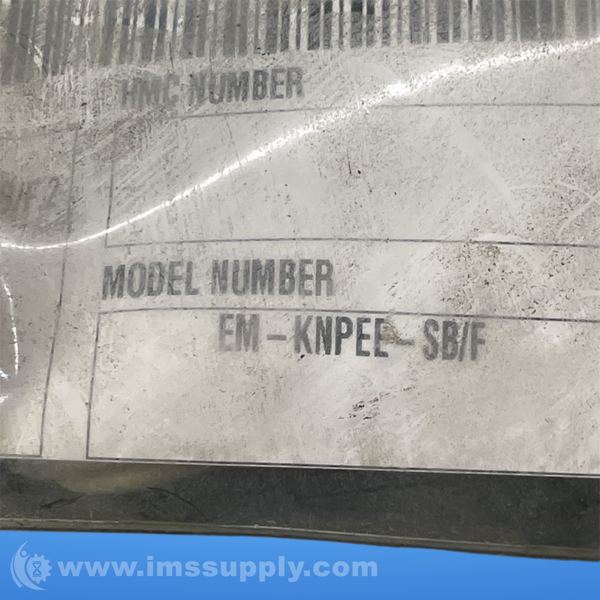 HMC NUMBER
MODEL NUMBER
EM-KNPEE-SB/F
www.imssupply.com